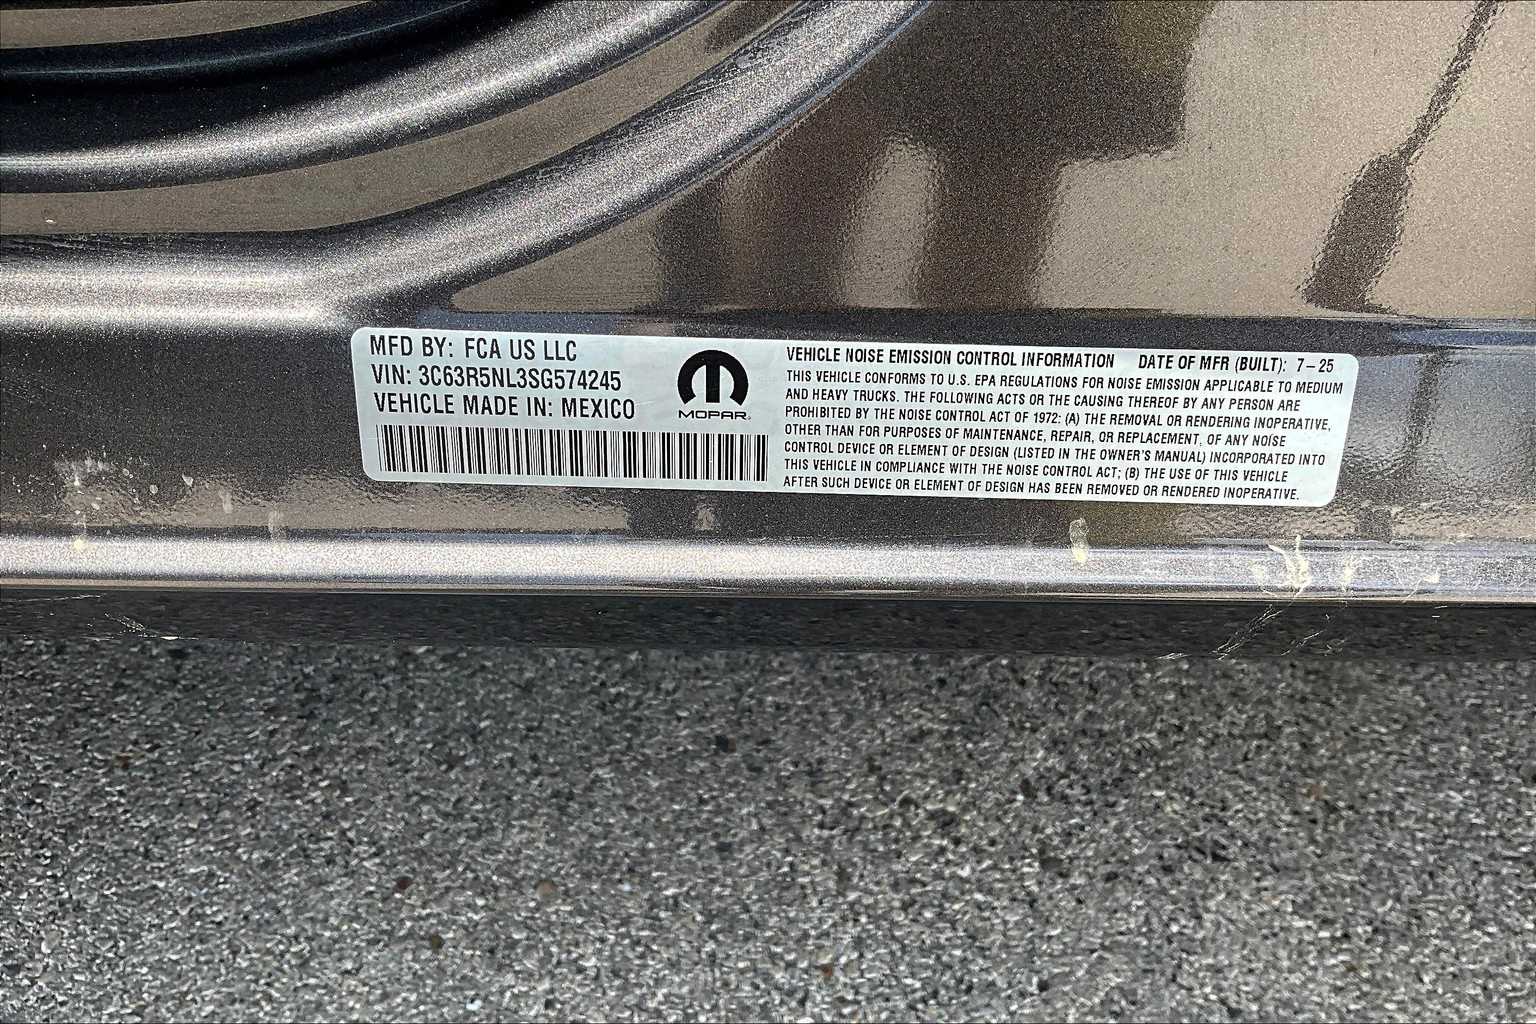 MFD BY: FCA US LLC
VIN: 3C63R5NL3SG574245
VEHICLE MADE IN: MEXICO
MOPAR
VEHICLE NOISE EMISSION CONTROL INFORMATION DATE OF MFR (BUILT): 7-25
THIS VEHICLE CONFORMS TO U.S. EPA REGULATIONS FOR NOISE EMISSION APPLICABLE TO MEDIUM
AND HEAVY TRUCKS. THE FOLLOWING ACTS OR THE CAUSING THEREOF BY ANY PERSON ARE
PROHIBITED BY THE NOISE CONTROL ACT OF 1972: (A) THE REMOVAL OR RENDERING INOPERATIVE,
OTHER THAN FOR PURPOSES OF MAINTENANCE, REPAIR, OR REPLACEMENT, OF ANY NOISE
CONTROL DEVICE OR ELEMENT OF DESIGN (LISTED IN THE OWNER'S MANUAL) INCORPORATED INTO
THIS VEHICLE IN COMPLIANCE WITH THE NOISE CONTROL ACT; (B) THE USE OF THIS VEHICLE
AFTER SUCH DEVICE OR ELEMENT OF DESIGN HAS BEEN REMOVED OR RENDERED INOPERATIVE.